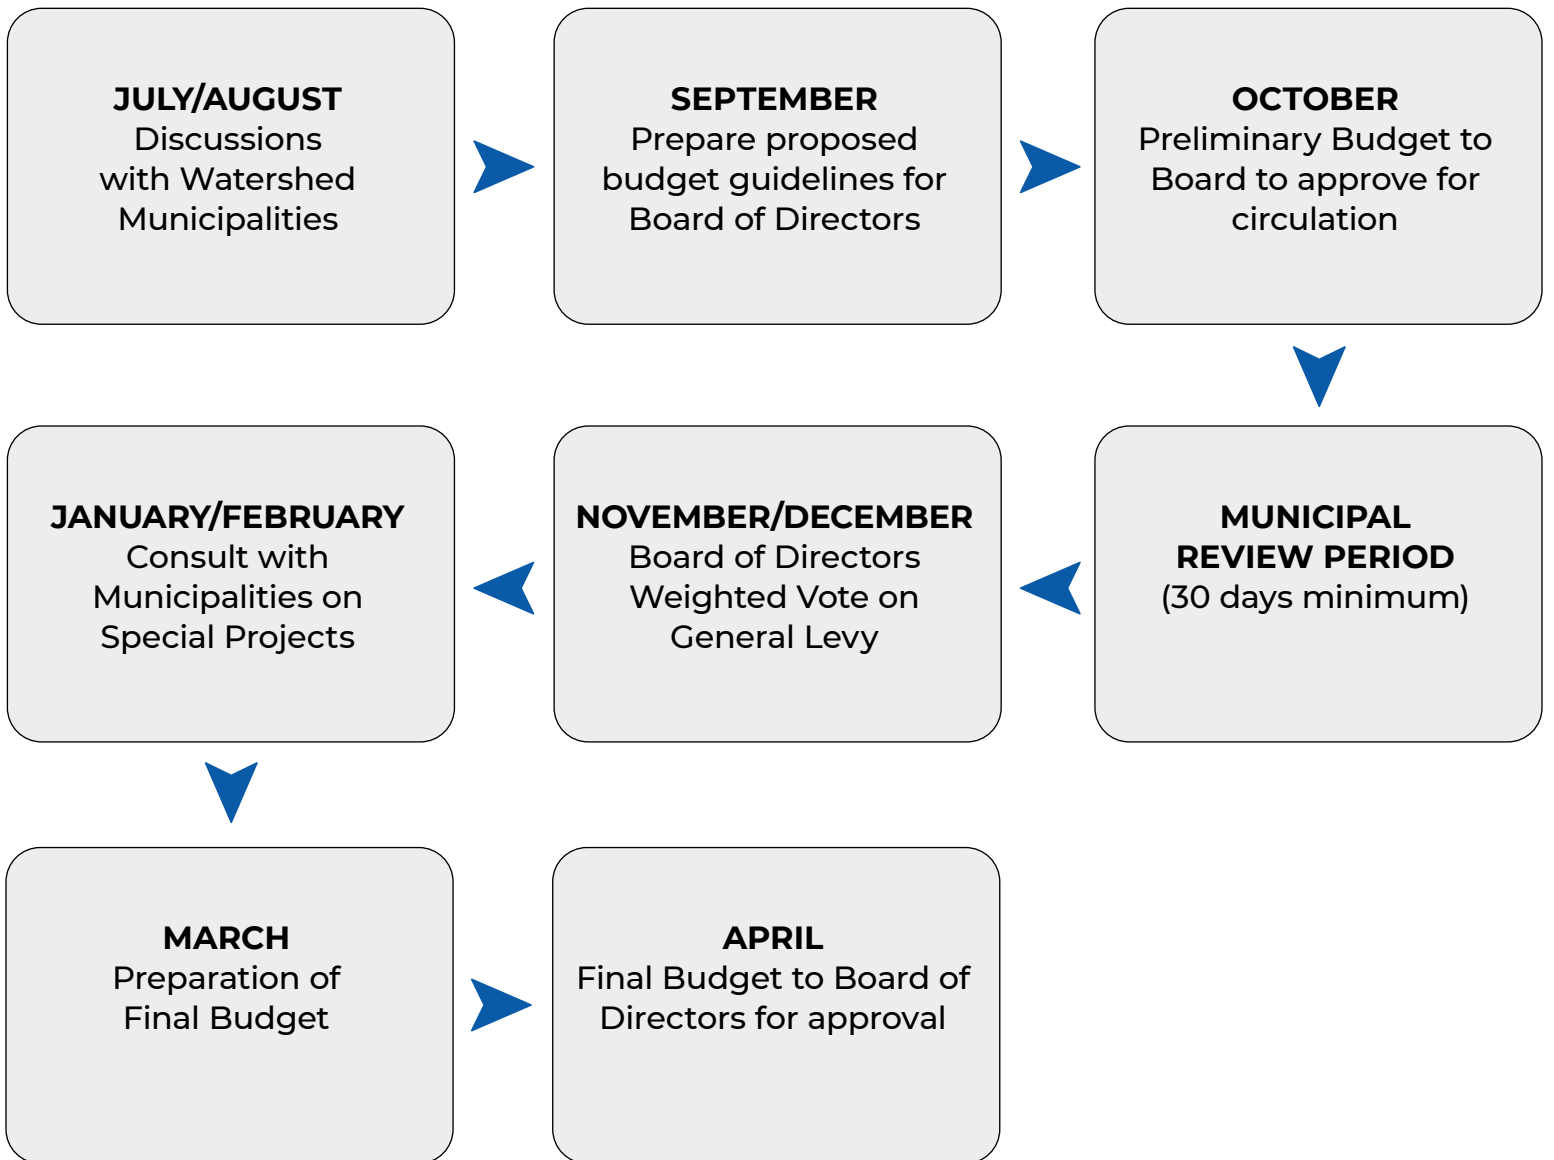 JULY/AUGUST
Discussions
with Watershed
Municipalities
SEPTEMBER
Prepare proposed
budget guidelines for
Board of Directors
OCTOBER
Preliminary Budget to
Board to approve for
circulation
MUNICIPAL
REVIEW PERIOD
(30 days minimum)
NOVEMBER/DECEMBER
Board of Directors
Weighted Vote on
General Levy
JANUARY/FEBRUARY
Consult with
Municipalities on
Special Projects
MARCH
Preparation of
Final Budget
APRIL
Final Budget to Board of
Directors for approval